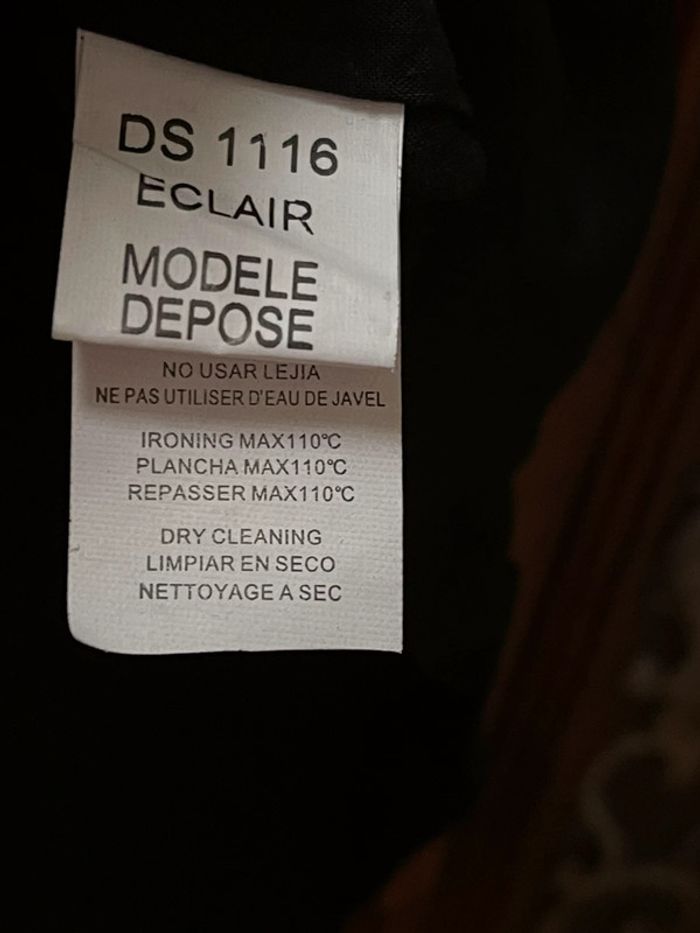 DS 1116
ECLAIR
MODELE
DEPOSE
NO USAR LEJIA
NE PAS UTILISER D'EAU DE JAVEL
IRONING MAX110°C
PLANCHA MAX110°C
REPASSER MAX110°C
DRY CLEANING
LIMPIAR EN SECO
NETTOYAGE A SEC